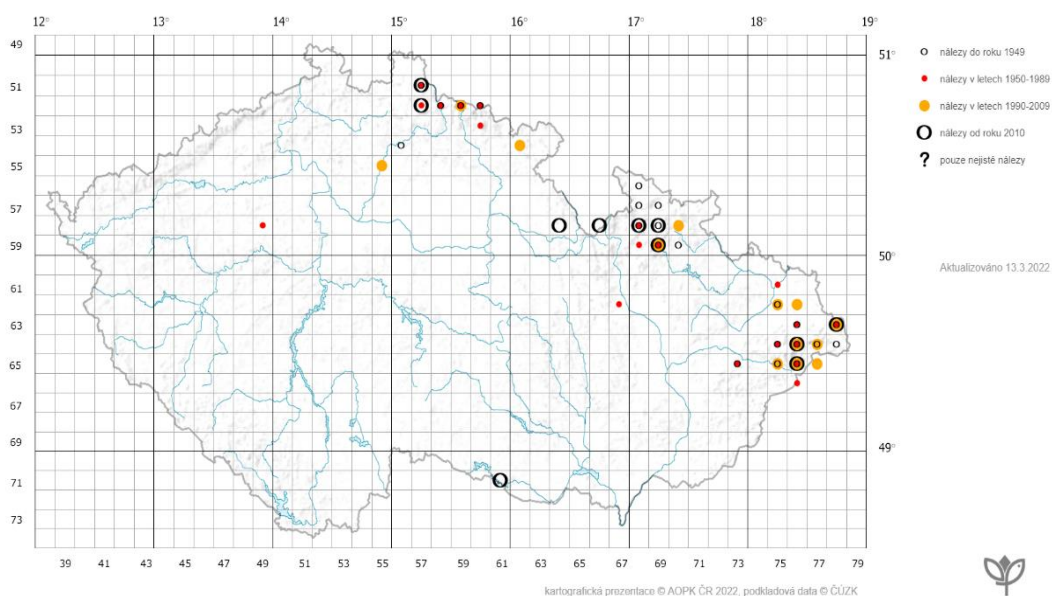 12° 13° 14° 15° 16° 17° 18° 19°
49
51°
51
53
55
57
59
50°
61
63
65
67
69
49°
71
73
39 41 43 45 47 49 51 53 55 57 59 61 63 65 67 69 71 73 75 77 79
nálezy do roku 1949
nálezy v letech 1950-1989
nálezy v letech 1990-2009
nálezy od roku 2010
? pouze nejisté nálezy
Aktualizováno 13.3.2022
kartografická prezentace © AOPK ČR 2022, podkladová data © ČÚZK